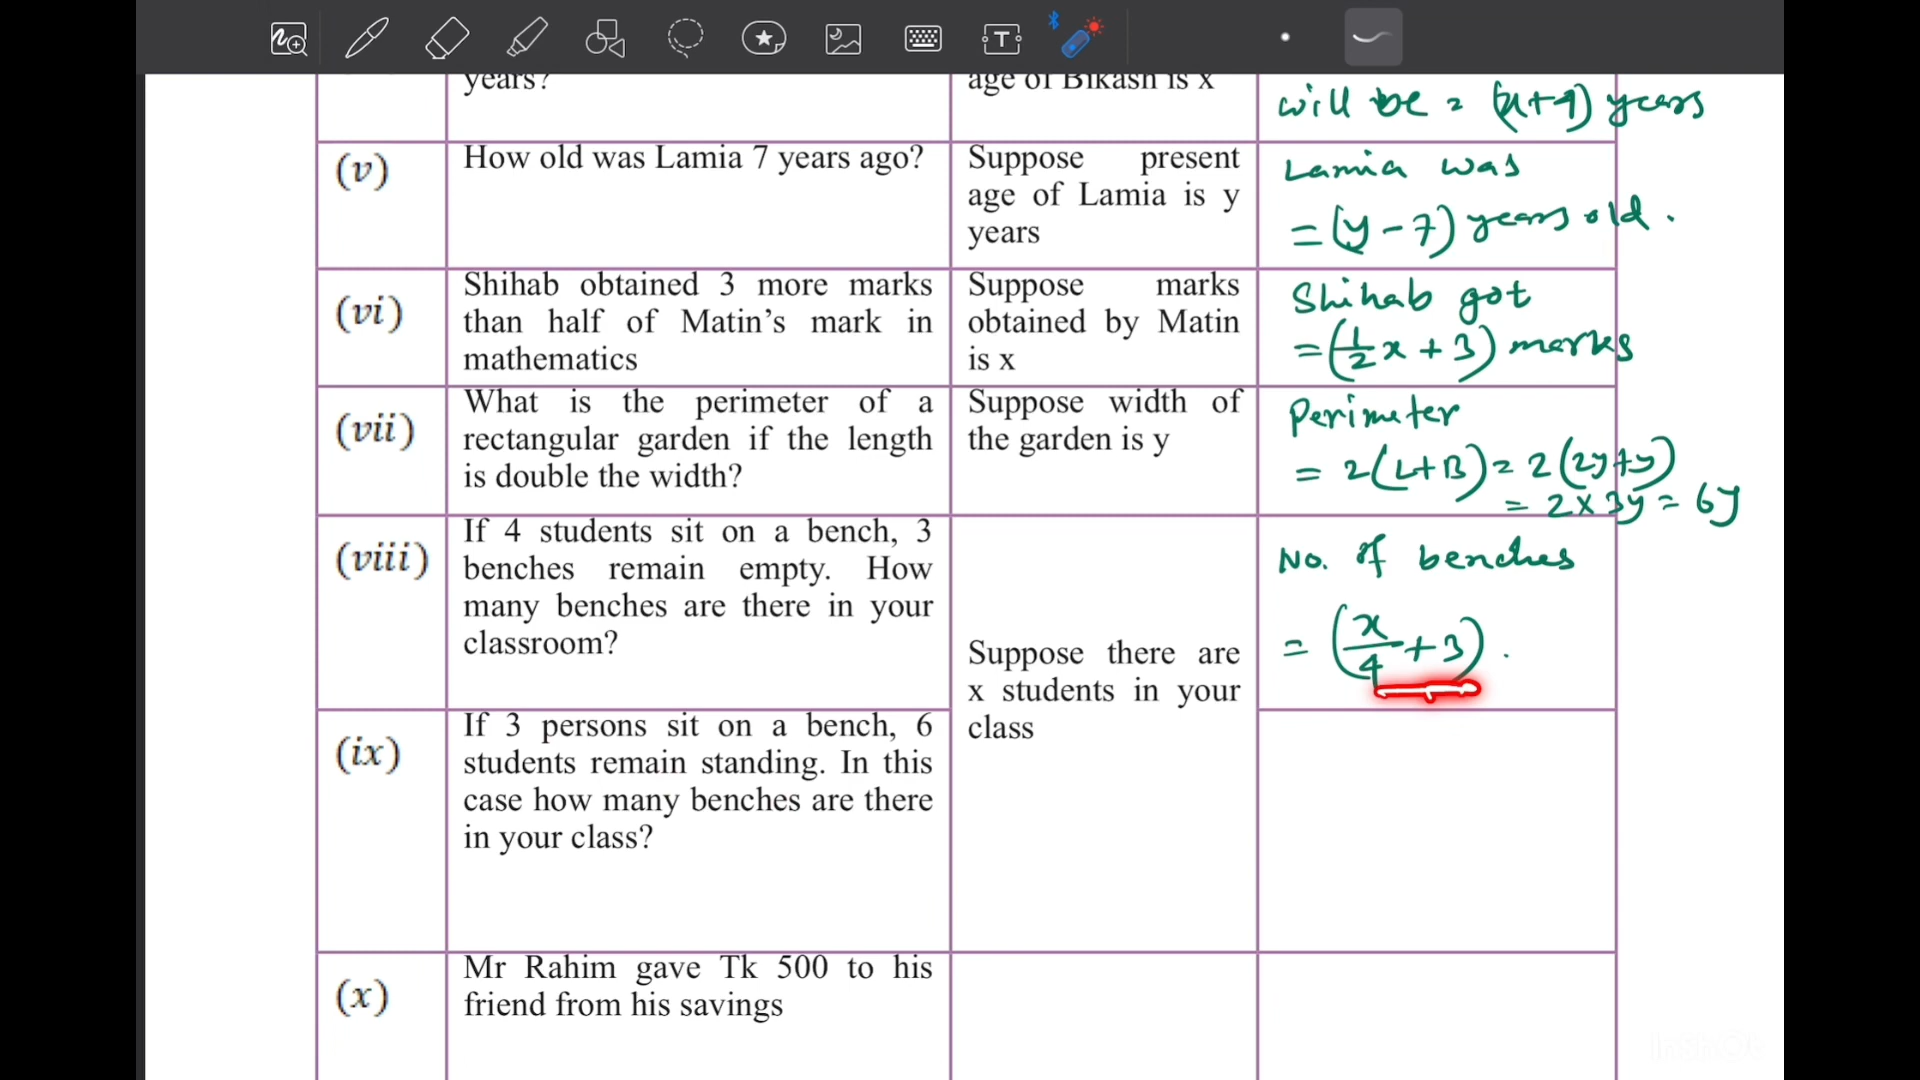 years?
age of Bikash is x
will be = (x+4) years
(v)
How old was Lamia 7 years ago?
Suppose present
age of Lamia is y
years
Lamia was
= (y - 7) years old.
(vi)
Shihab obtained 3 more marks
than half of Matin's mark in
mathematics
Suppose marks
obtained by Matin
is x
Shihab got
= (1/2 x + 3) marks
(vii)
What is the perimeter of a
rectangular garden if the length
is double the width?
Suppose width of
the garden is y
Perimeter
= 2(L+B) = 2(2y+y)
= 2 x 3y = 6y
(viii)
If 4 students sit on a bench, 3
benches remain empty. How
many benches are there in your
classroom?
Suppose there are
x students in your
class
No. of benches
= (x/4 + 3).
(ix)
If 3 persons sit on a bench, 6
students remain standing. In this
case how many benches are there
in your class?
(x)
Mr Rahim gave Tk 500 to his
friend from his savings